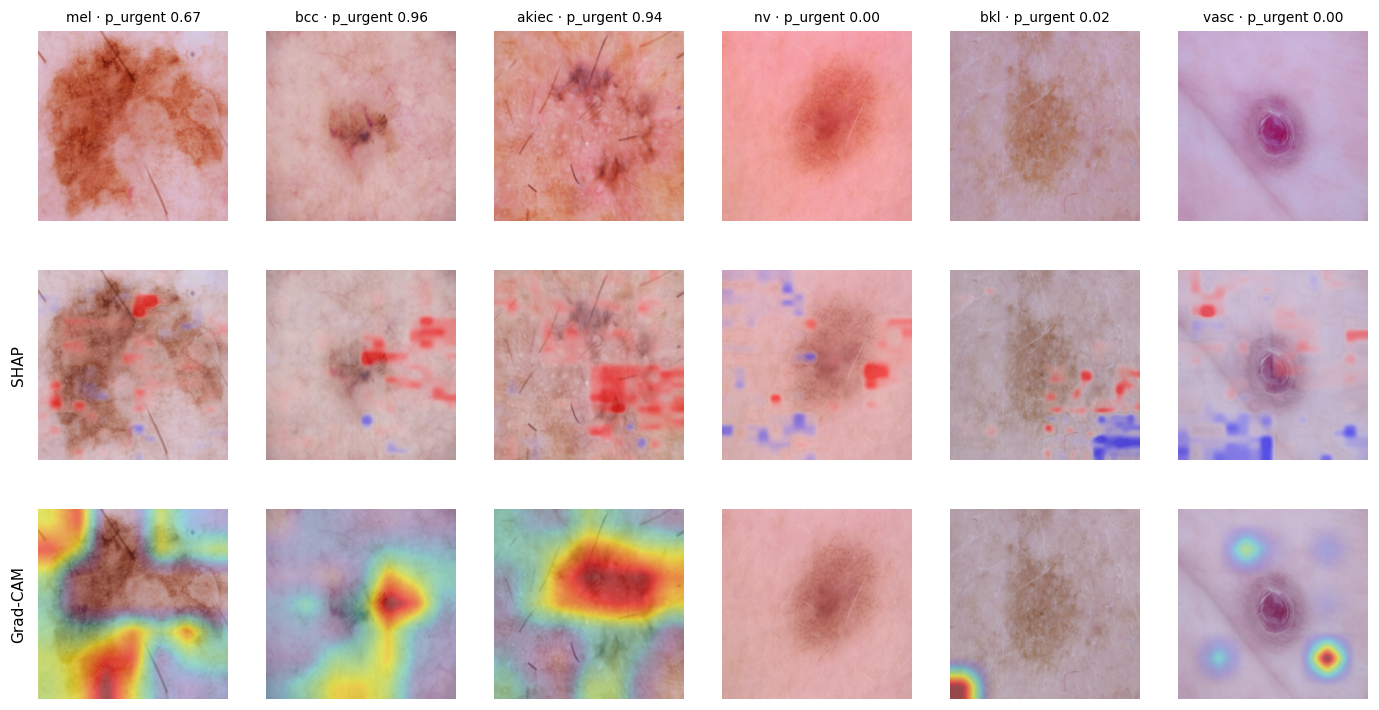 mel · p_urgent 0.67
bcc · p_urgent 0.96
akiec · p_urgent 0.94
nv · p_urgent 0.00
bkl · p_urgent 0.02
vasc · p_urgent 0.00
SHAP
Grad-CAM